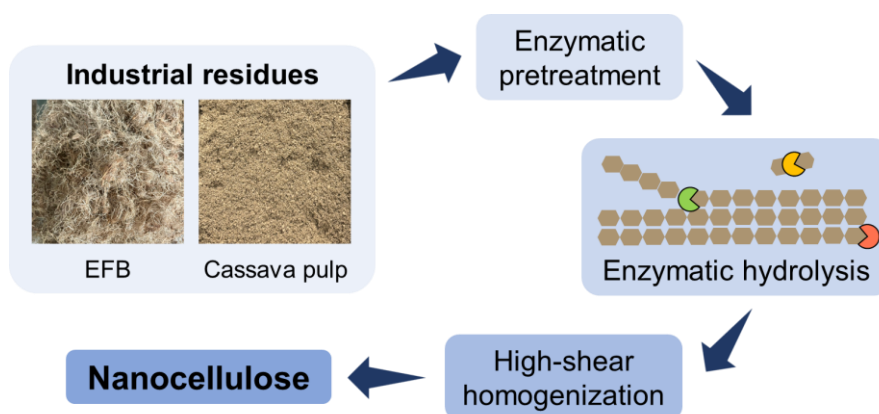 Industrial residues
EFB
Cassava pulp
Enzymatic
pretreatment
Enzymatic hydrolysis
High-shear
homogenization
Nanocellulose